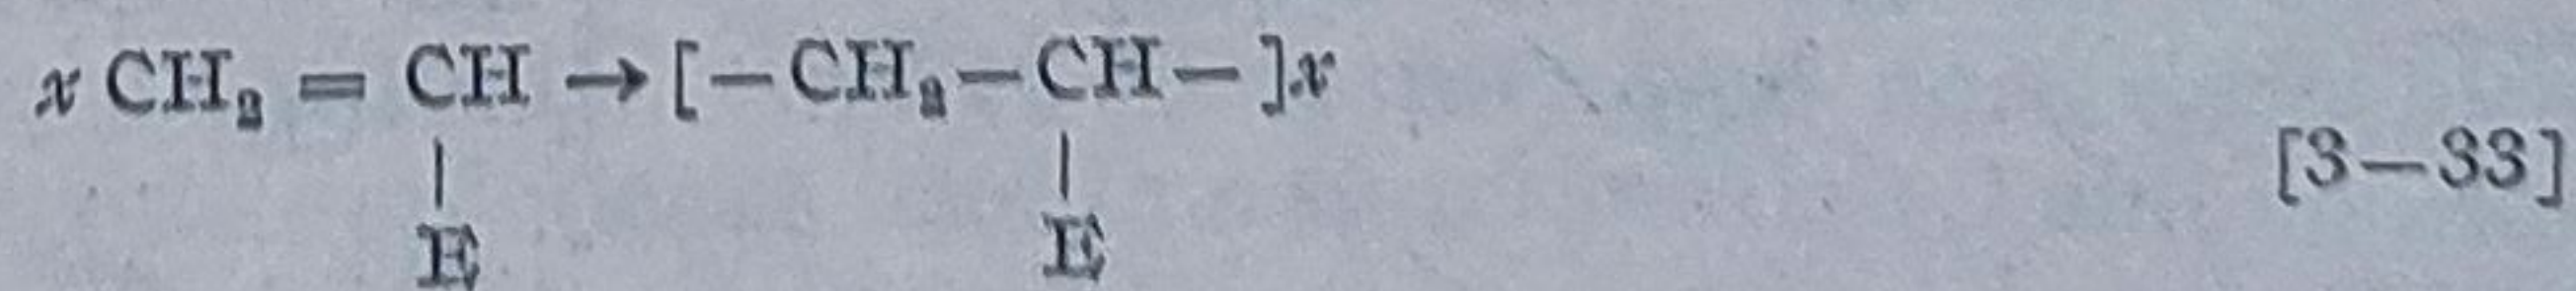 x CH₂ = CH → [−CH₂−CH−]x
| |
[3−33]
E E